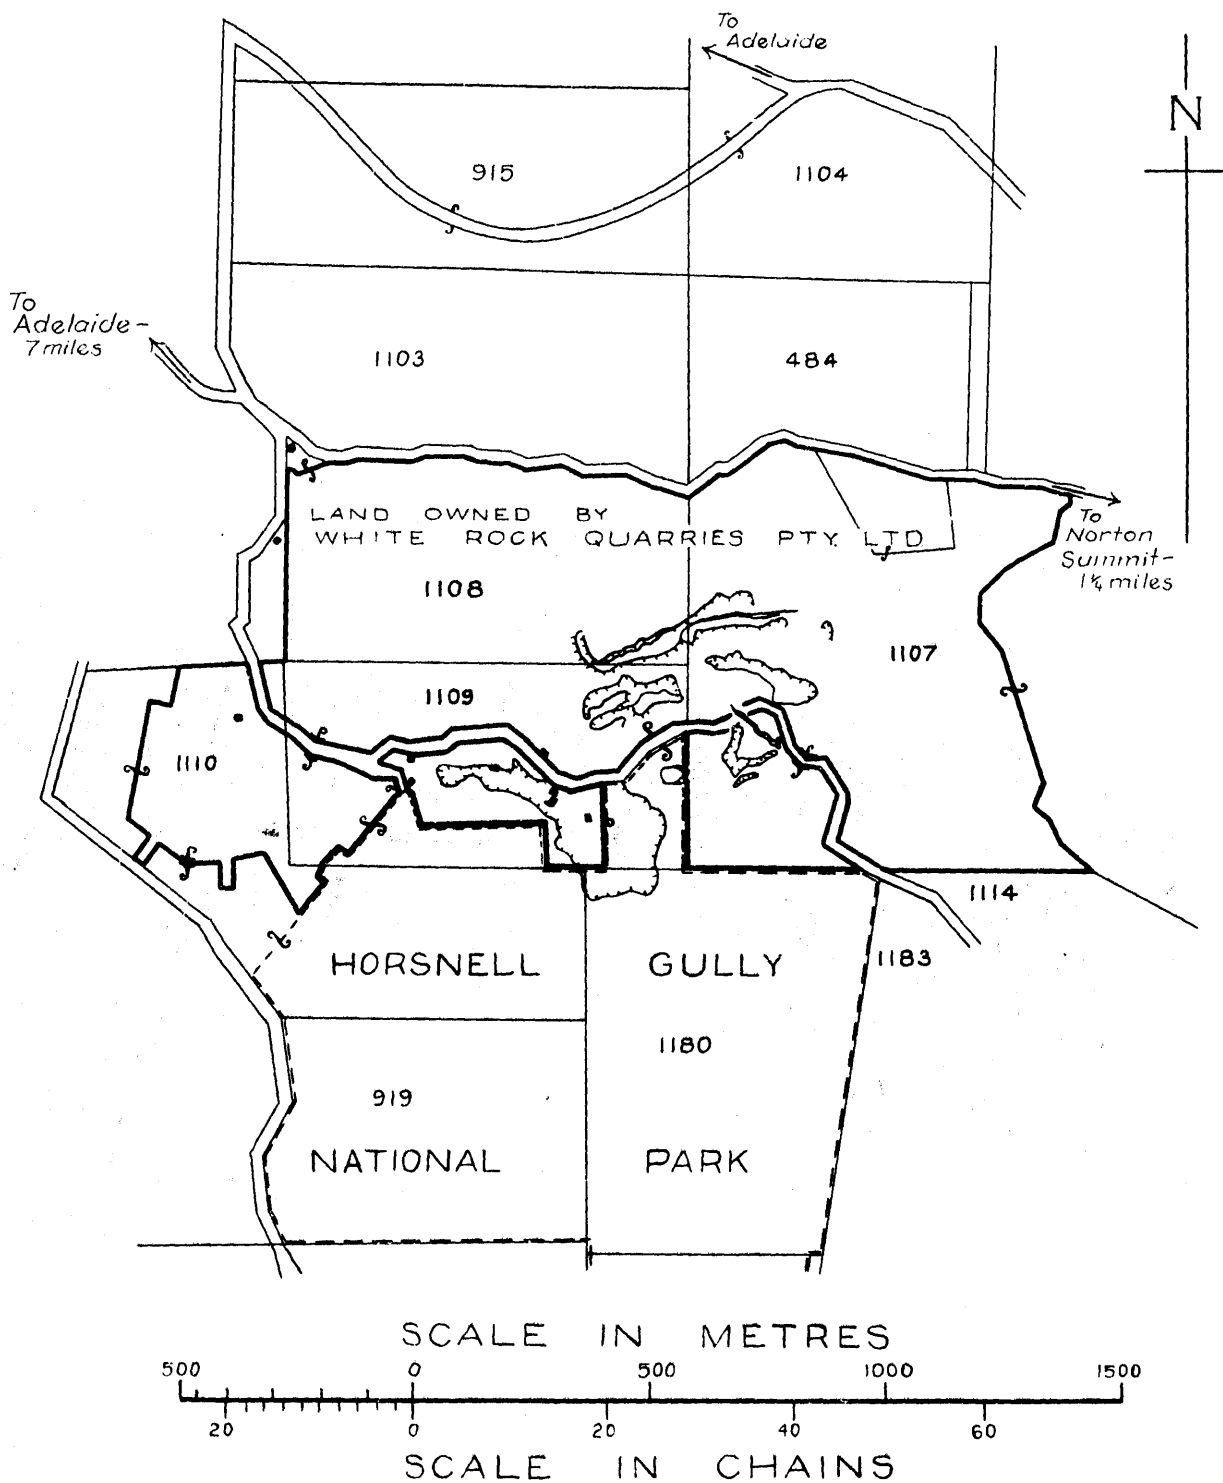 To
Adelaide
N
915
1104
To
Adelaide-
7 miles
1103
484
LAND OWNED BY
WHITE ROCK QUARRIES PTY. LTD
To
Norton
Summit-
1¼ miles
1108
1107
1109
1110
1114
HORSNELL GULLY
1183
1180
919
NATIONAL PARK
SCALE IN METRES
500 0 500 1000 1500
20 0 20 40 60
SCALE IN CHAINS